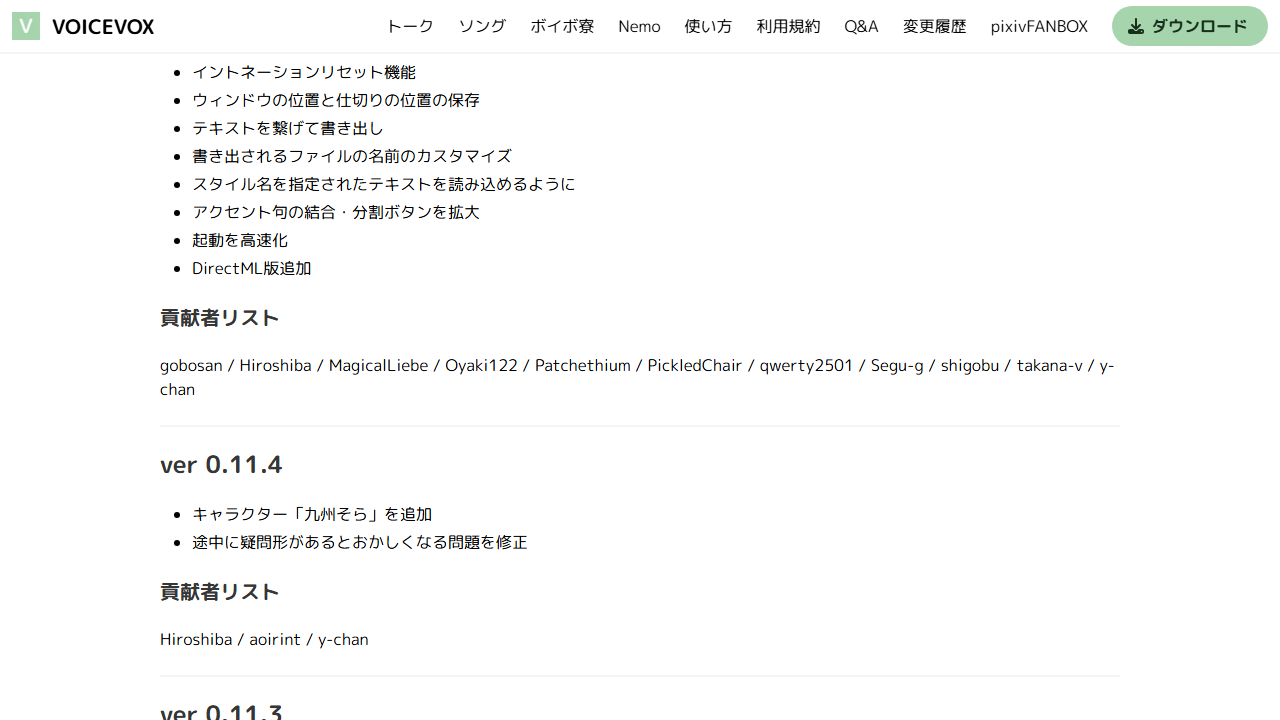 V VOICEVOX トーク ソング ボイボ寮 Nemo 使い方 利用規約 Q&A 変更履歴 pixivFANBOX ダウンロード
イントネーションリセット機能
ウィンドウの位置と仕切りの位置の保存
テキストを繋げて書き出し
書き出されるファイルの名前のカスタマイズ
スタイル名を指定されたテキストを読み込めるように
アクセント句の結合・分割ボタンを拡大
起動を高速化
DirectML版追加
貢献者リスト
gobosan / Hiroshiba / MagicalLiebe / Oyaki122 / Patchethium / PickledChair / qwerty2501 / Segu-g / shigobu / takana-v / y-
chan
ver 0.11.4
キャラクター「九州そら」を追加
途中に疑問形があるとおかしくなる問題を修正
貢献者リスト
Hiroshiba / aoirint / y-chan
ver 0.11.3